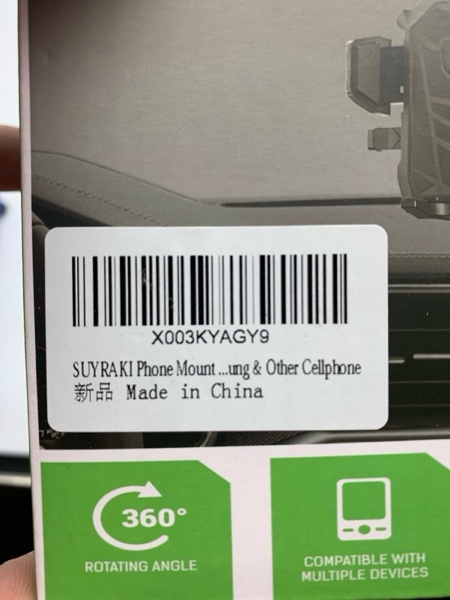 X003KYAGY9
SUYRAKI Phone Mount ...ung & Other Cellphone
新品 Made in China
360°
ROTATING ANGLE
COMPATIBLE WITH
MULTIPLE DEVICES